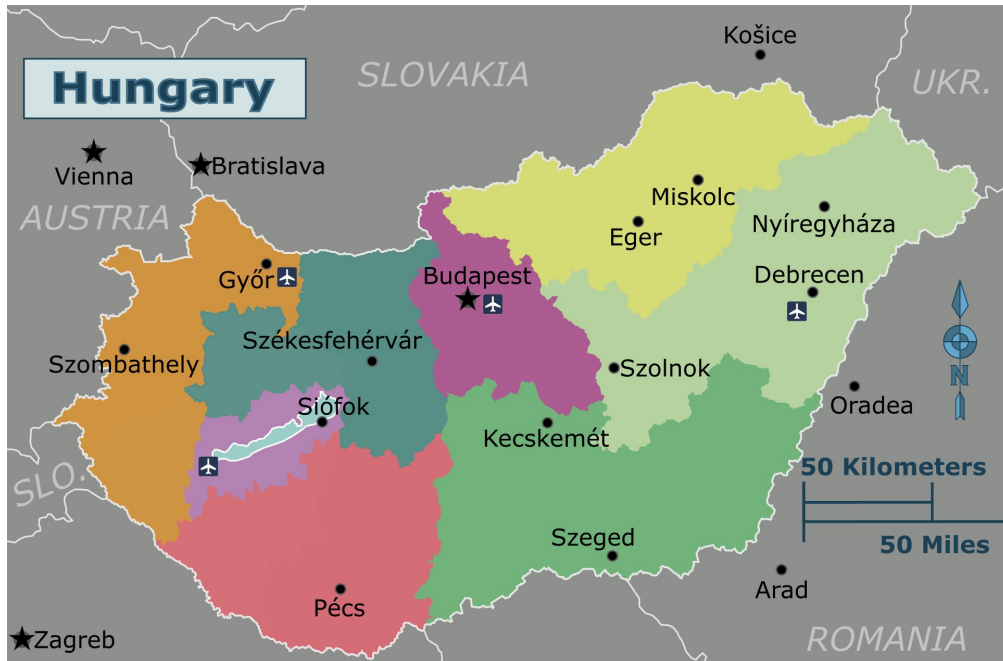 Hungary
Košice
SLOVAKIA
UKR.
Vienna
Bratislava
AUSTRIA
Miskolc
Eger
Nyíregyháza
Győr
Budapest
Debrecen
Székesfehérvár
Szombathely
Szolnok
N
Siófok
Oradea
Kecskemét
50 Kilometers
SLO.
Szeged
50 Miles
Arad
Pécs
Zagreb
ROMANIA